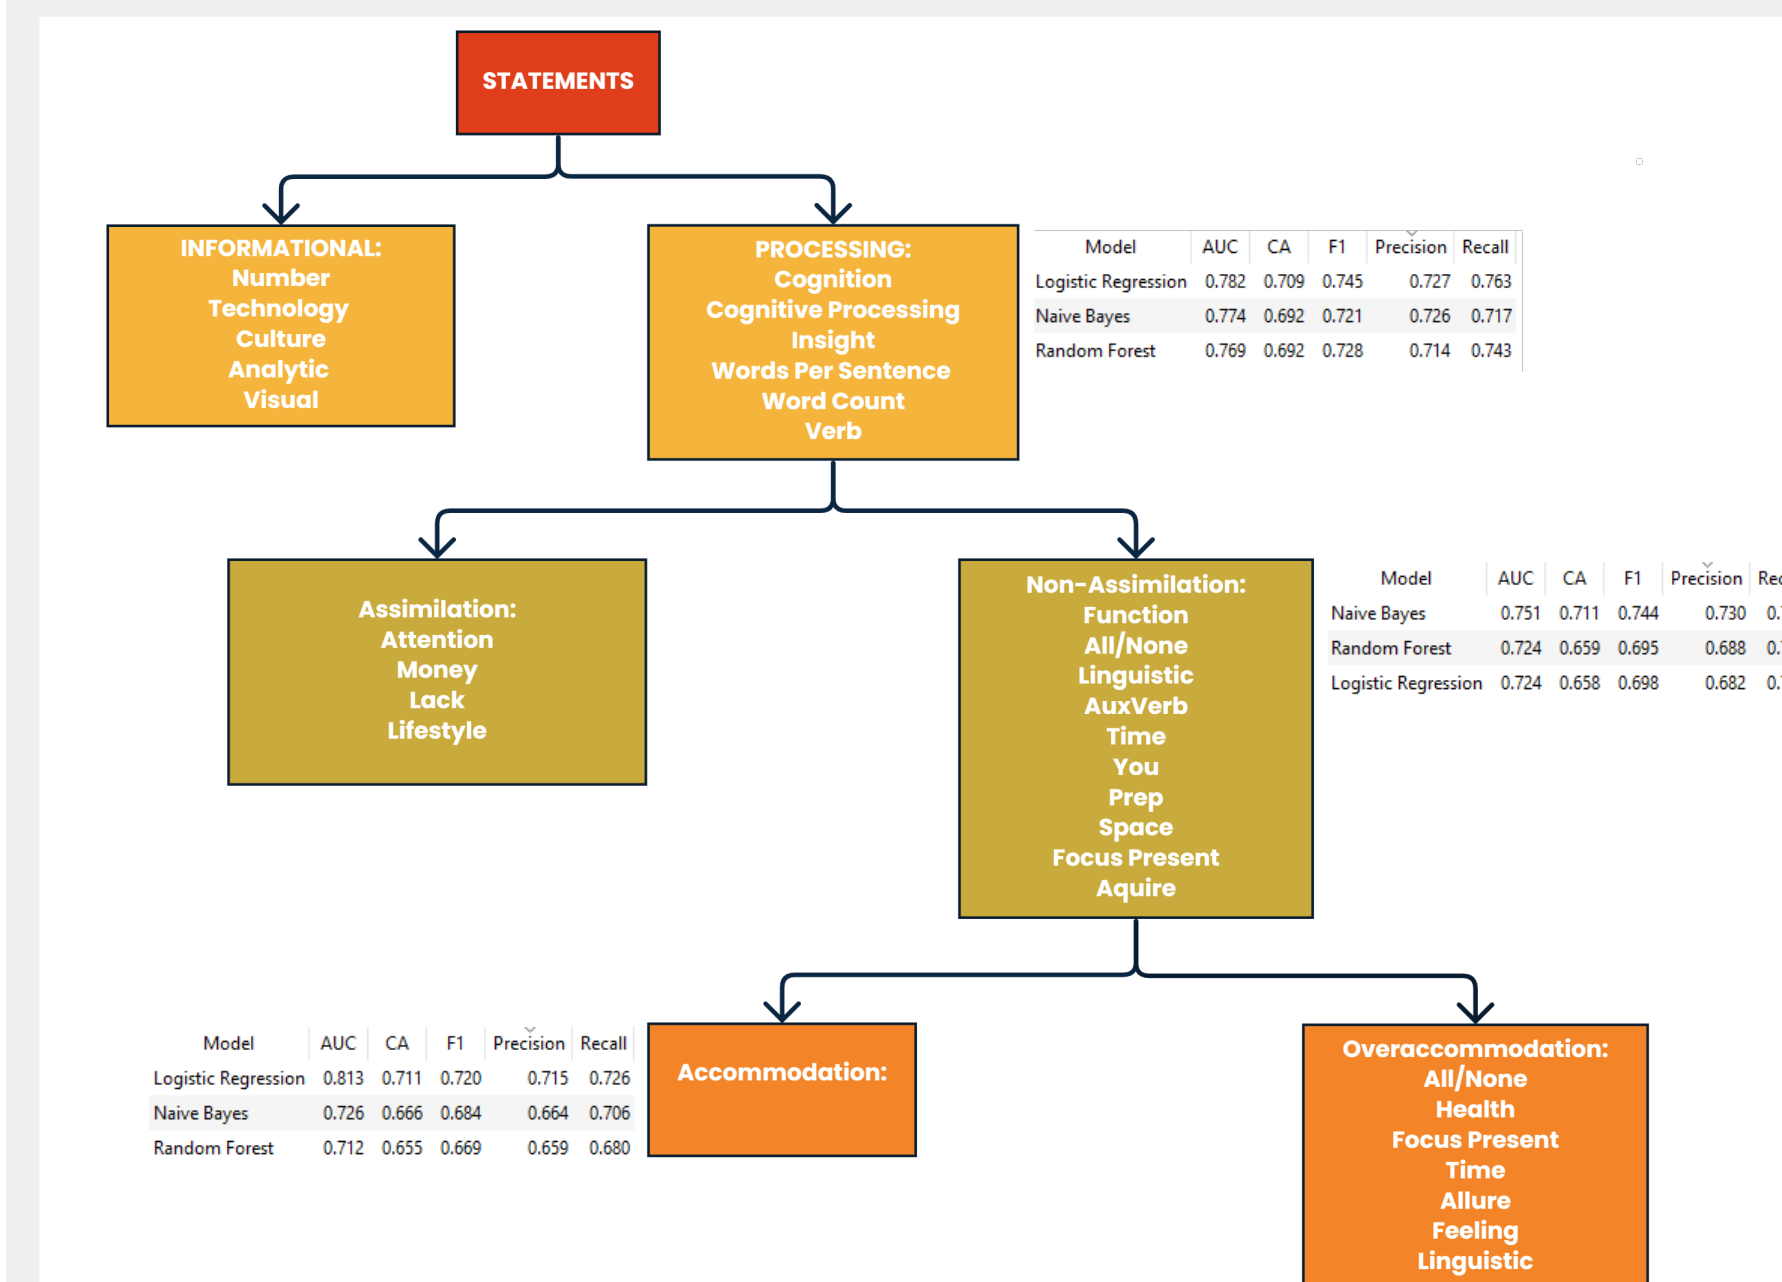 STATEMENTS
INFORMATIONAL:
Number
Technology
Culture
Analytic
Visual
PROCESSING:
Cognition
Cognitive Processing
Insight
Words Per Sentence
Word Count
Verb
Model AUC CA F1 Precision Recall
Logistic Regression 0.782 0.709 0.745 0.727 0.763
Naive Bayes 0.774 0.692 0.721 0.726 0.717
Random Forest 0.769 0.692 0.728 0.714 0.743
Assimilation:
Attention
Money
Lack
Lifestyle
Non-Assimilation:
Function
All/None
Linguistic
AuxVerb
Time
You
Prep
Space
Focus Present
Aquire
Model AUC CA F1 Precision
Naive Bayes 0.751 0.711 0.744 0.730
Random Forest 0.724 0.659 0.695 0.688
Logistic Regression 0.724 0.658 0.698 0.682
Model AUC CA F1 Precision Recall
Logistic Regression 0.813 0.711 0.720 0.715 0.726
Naive Bayes 0.726 0.666 0.684 0.664 0.706
Random Forest 0.712 0.655 0.669 0.659 0.680
Accommodation:
Overaccommodation:
All/None
Health
Focus Present
Time
Allure
Feeling
Linguistic